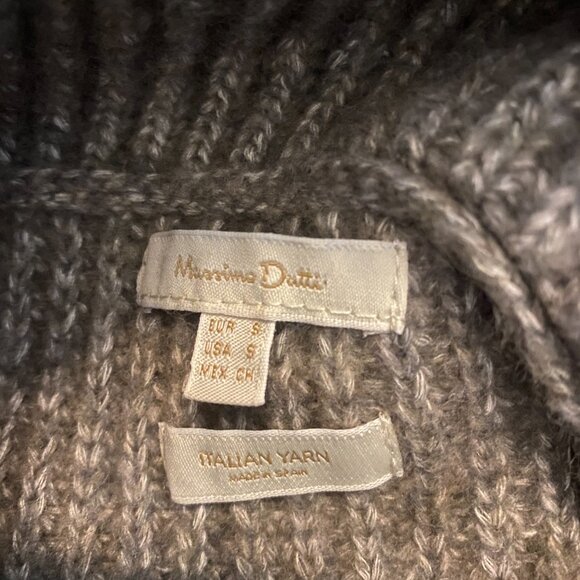 Massimo Dutti
EUR S
USA S
MEX CH
ITALIAN YARN
MADE IN SPAIN